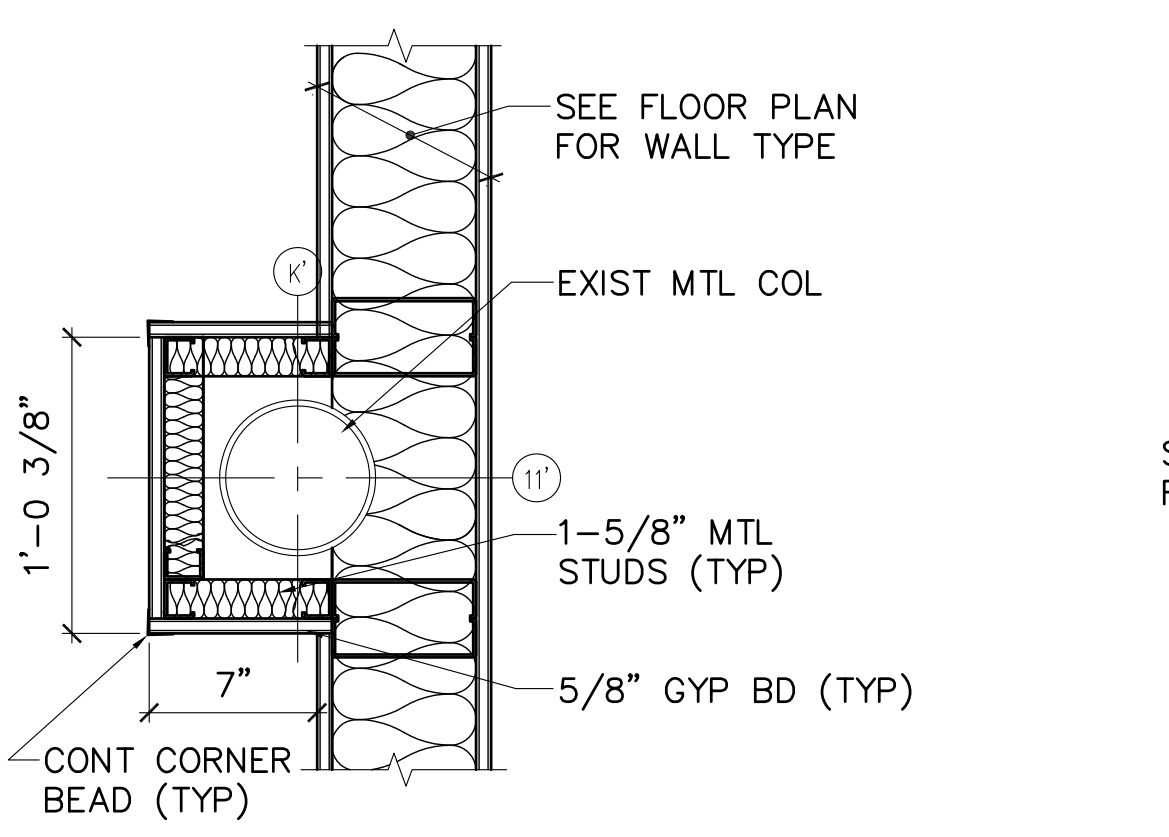 SEE FLOOR PLAN
FOR WALL TYPE
K'
EXIST MTL COL
1'-0 3/8"
11'
1-5/8" MTL
STUDS (TYP)
7"
5/8" GYP BD (TYP)
CONT CORNER
BEAD (TYP)